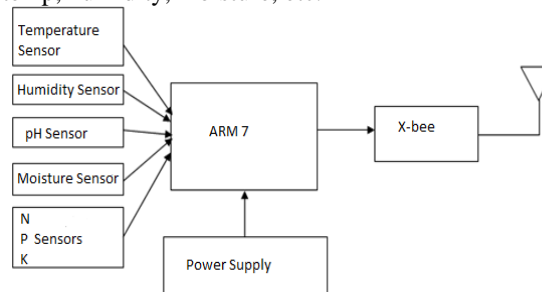 Temperature
Sensor
Humidity Sensor
pH Sensor
Moisture Sensor
N
P Sensors
K
ARM 7
X-bee
Power Supply